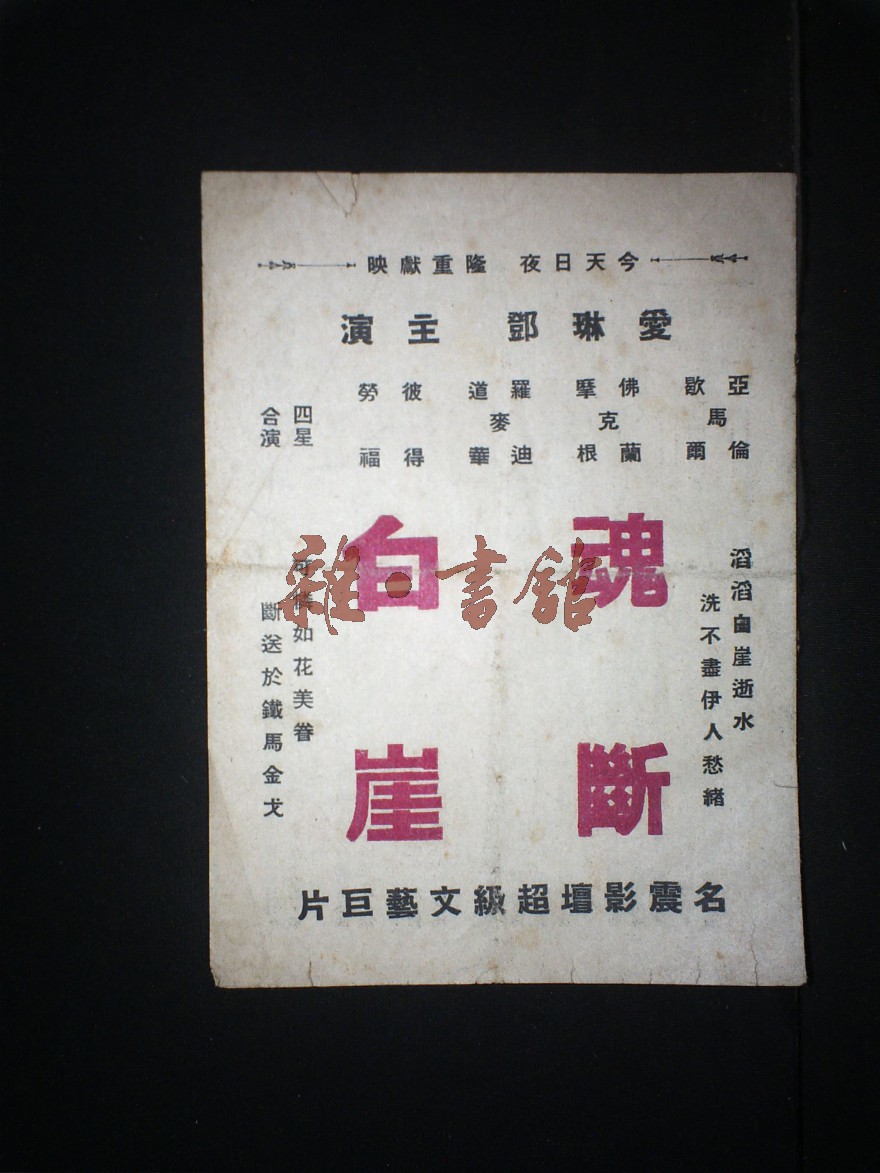 今天日夜 隆重獻映
愛琳鄧 主演
亞倫馬歇爾
佛蘭克摩根
羅迪麥道華
彼得勞福
四星
合演
滔滔白崖逝水
洗不盡伊人愁緒
魂斷
白崖
可憐如花美眷
斷送於鐵馬金戈
名震影壇超級文藝巨片
雜·書館